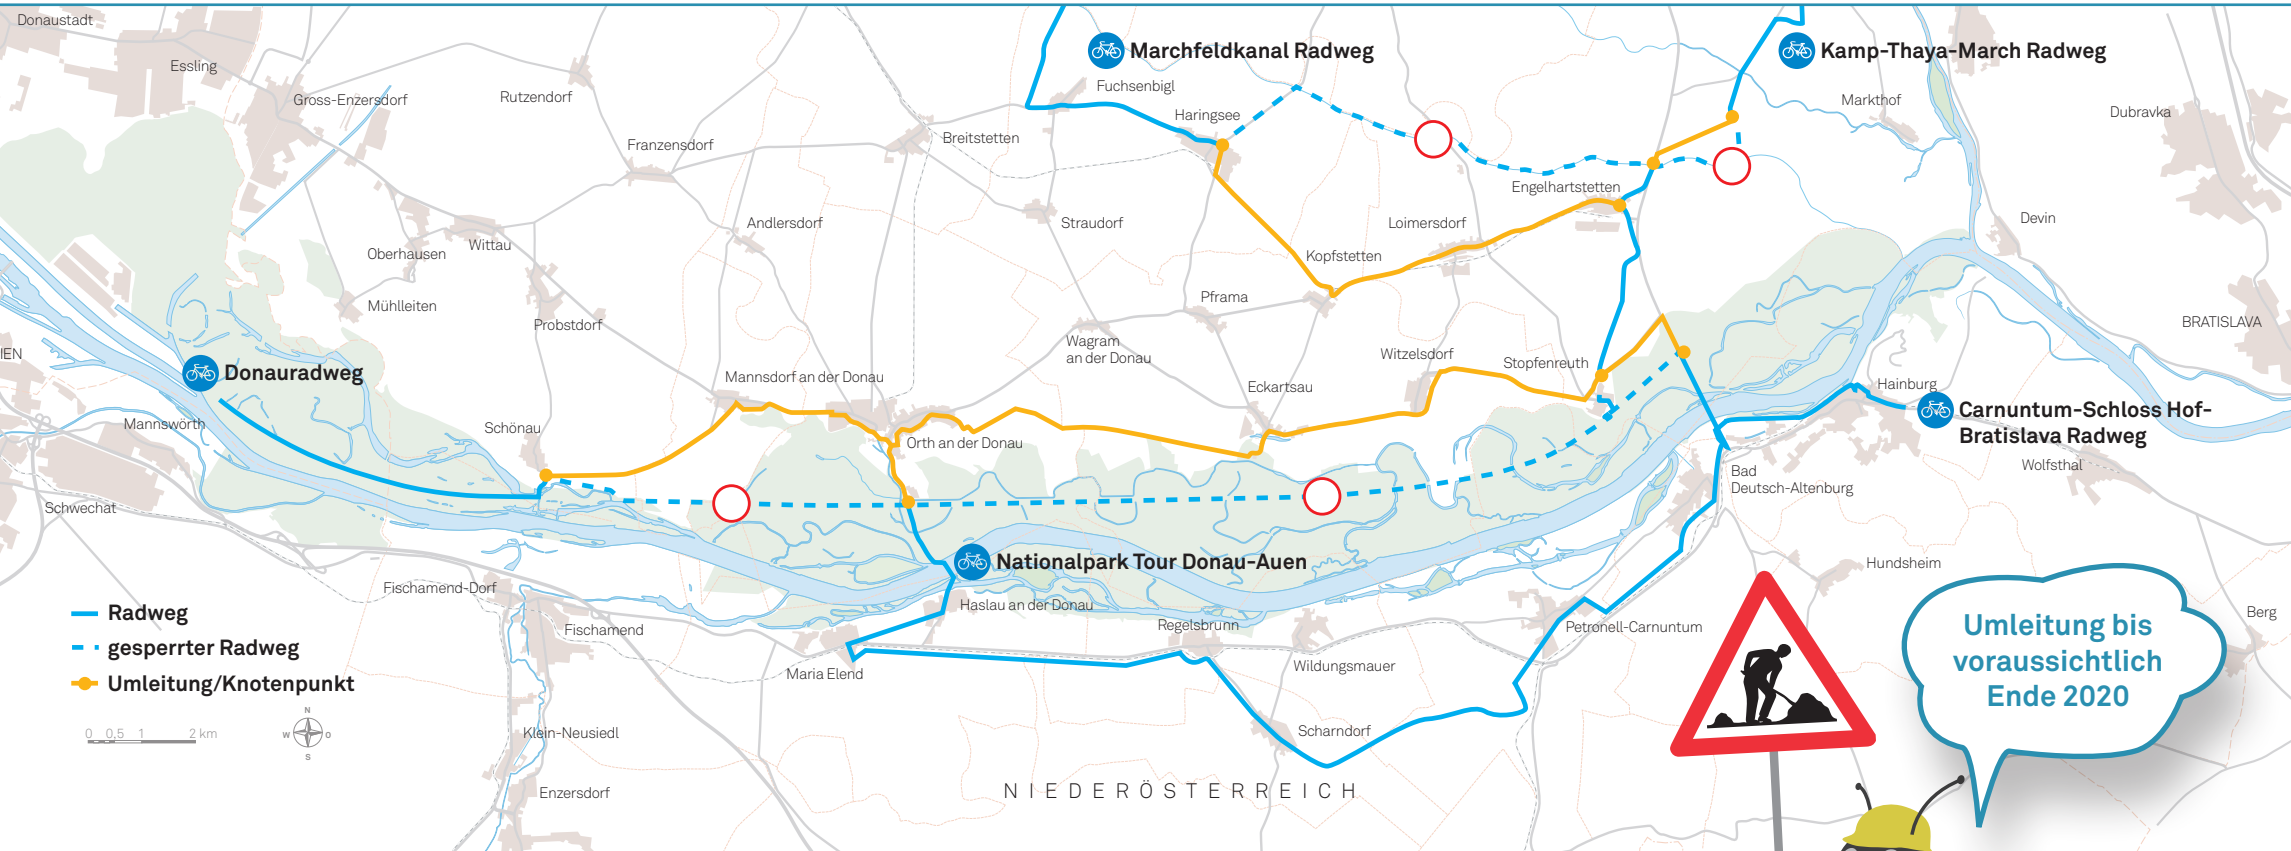 Donaustadt
Essling
Gross-Enzersdorf
Rutzendorf
Franzensdorf
Breitstetten
Marchfeldkanal Radweg
Fuchsenbigl
Haringsee
Kamp-Thaya-March Radweg
Markthof
Dubravka
Engelhartstetten
Andlersdorf
Straudorf
Loimersdorf
Devin
Oberhausen
Wittau
Kopfstetten
Mühlleiten
Probstdorf
Pframa
BRATISLAVA
IEN
Wagram
an der Donau
Witzelsdorf
Stopfenreuth
Donauradweg
Mannsdorf an der Donau
Eckartsau
Hainburg
Carnuntum-Schloss Hof-
Bratislava Radweg
Mannswörth
Schönau
Orth an der Donau
Wolfsthal
Bad
Deutsch-Altenburg
Schwechat
Nationalpark Tour Donau-Auen
Hundsheim
Fischamend-Dorf
Haslau an der Donau
Regelsbrunn
Petronell-Carnuntum
Berg
Fischamend
Wildungsmauer
Maria Elend
Radweg
gesperrter Radweg
Umleitung/Knotenpunkt
Umleitung bis
voraussichtlich
Ende 2020
N
W O
S
0 0,5 1 2 km
Klein-Neusiedl
Scharndorf
Enzersdorf
NIEDERÖSTERREICH